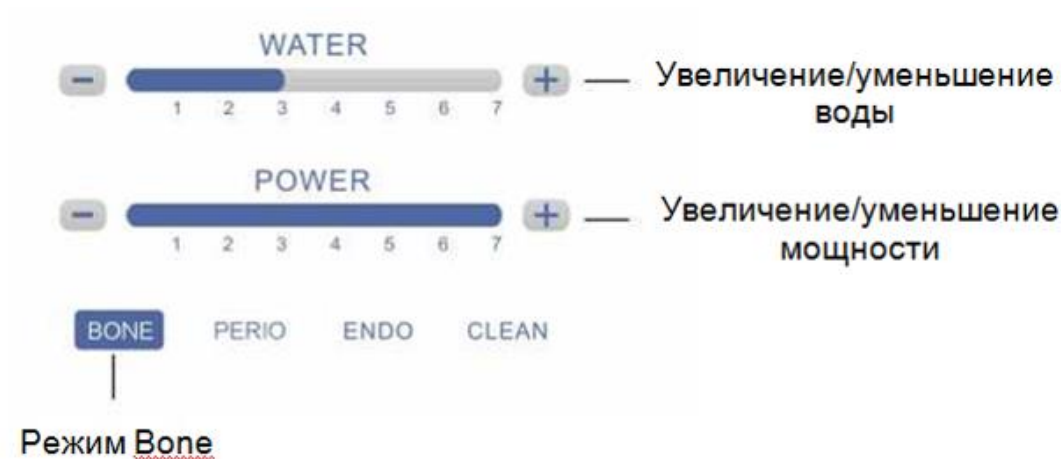 WATER
− +
1 2 3 4 5 6 7
Увеличение/уменьшение
воды
POWER
− +
1 2 3 4 5 6 7
Увеличение/уменьшение
мощности
BONE PERIO ENDO CLEAN
Режим Bone